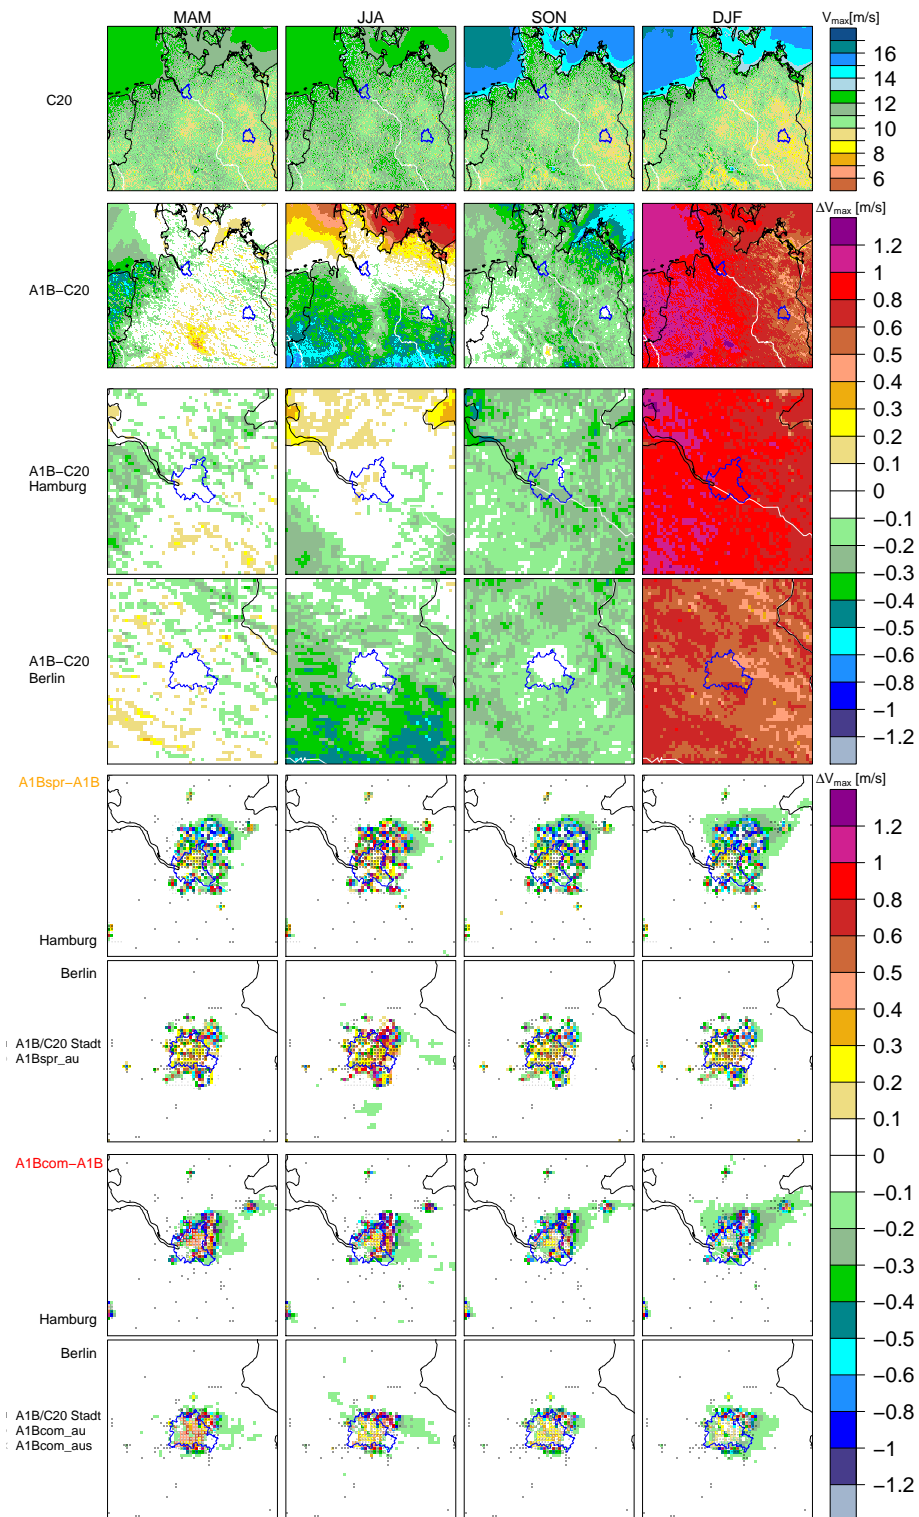 MAM JJA SON DJF V_max[m/s]
C20
16
14
12
10
8
6
ΔV_max [m/s]
A1B−C20
1.2
1
0.8
0.6
0.5
0.4
0.3
0.2
0.1
0
−0.1
−0.2
−0.3
−0.4
−0.5
−0.6
−0.8
−1
−1.2
A1B−C20
Hamburg
A1B−C20
Berlin
A1Bspr−A1B
ΔV_max [m/s]
Hamburg
Berlin
A1B/C20 Stadt
A1Bspr_au
A1Bcom−A1B
Hamburg
Berlin
A1B/C20 Stadt
A1Bcom_au
A1Bcom_aus
1.2
1
0.8
0.6
0.5
0.4
0.3
0.2
0.1
0
−0.1
−0.2
−0.3
−0.4
−0.5
−0.6
−0.8
−1
−1.2